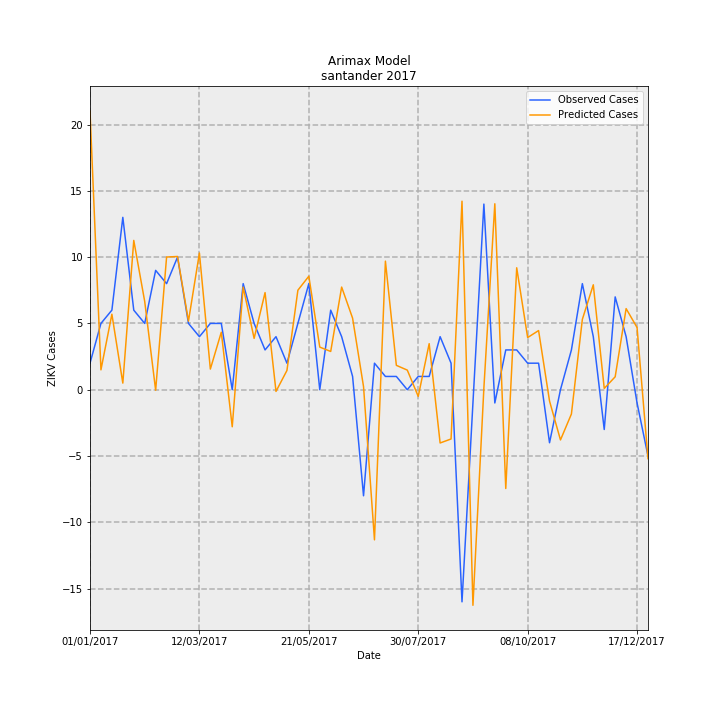 Arimax Model
santander 2017
Observed Cases
Predicted Cases
ZIKV Cases
20
15
10
5
0
−5
−10
−15
01/01/2017 12/03/2017 21/05/2017 30/07/2017 08/10/2017 17/12/2017
Date